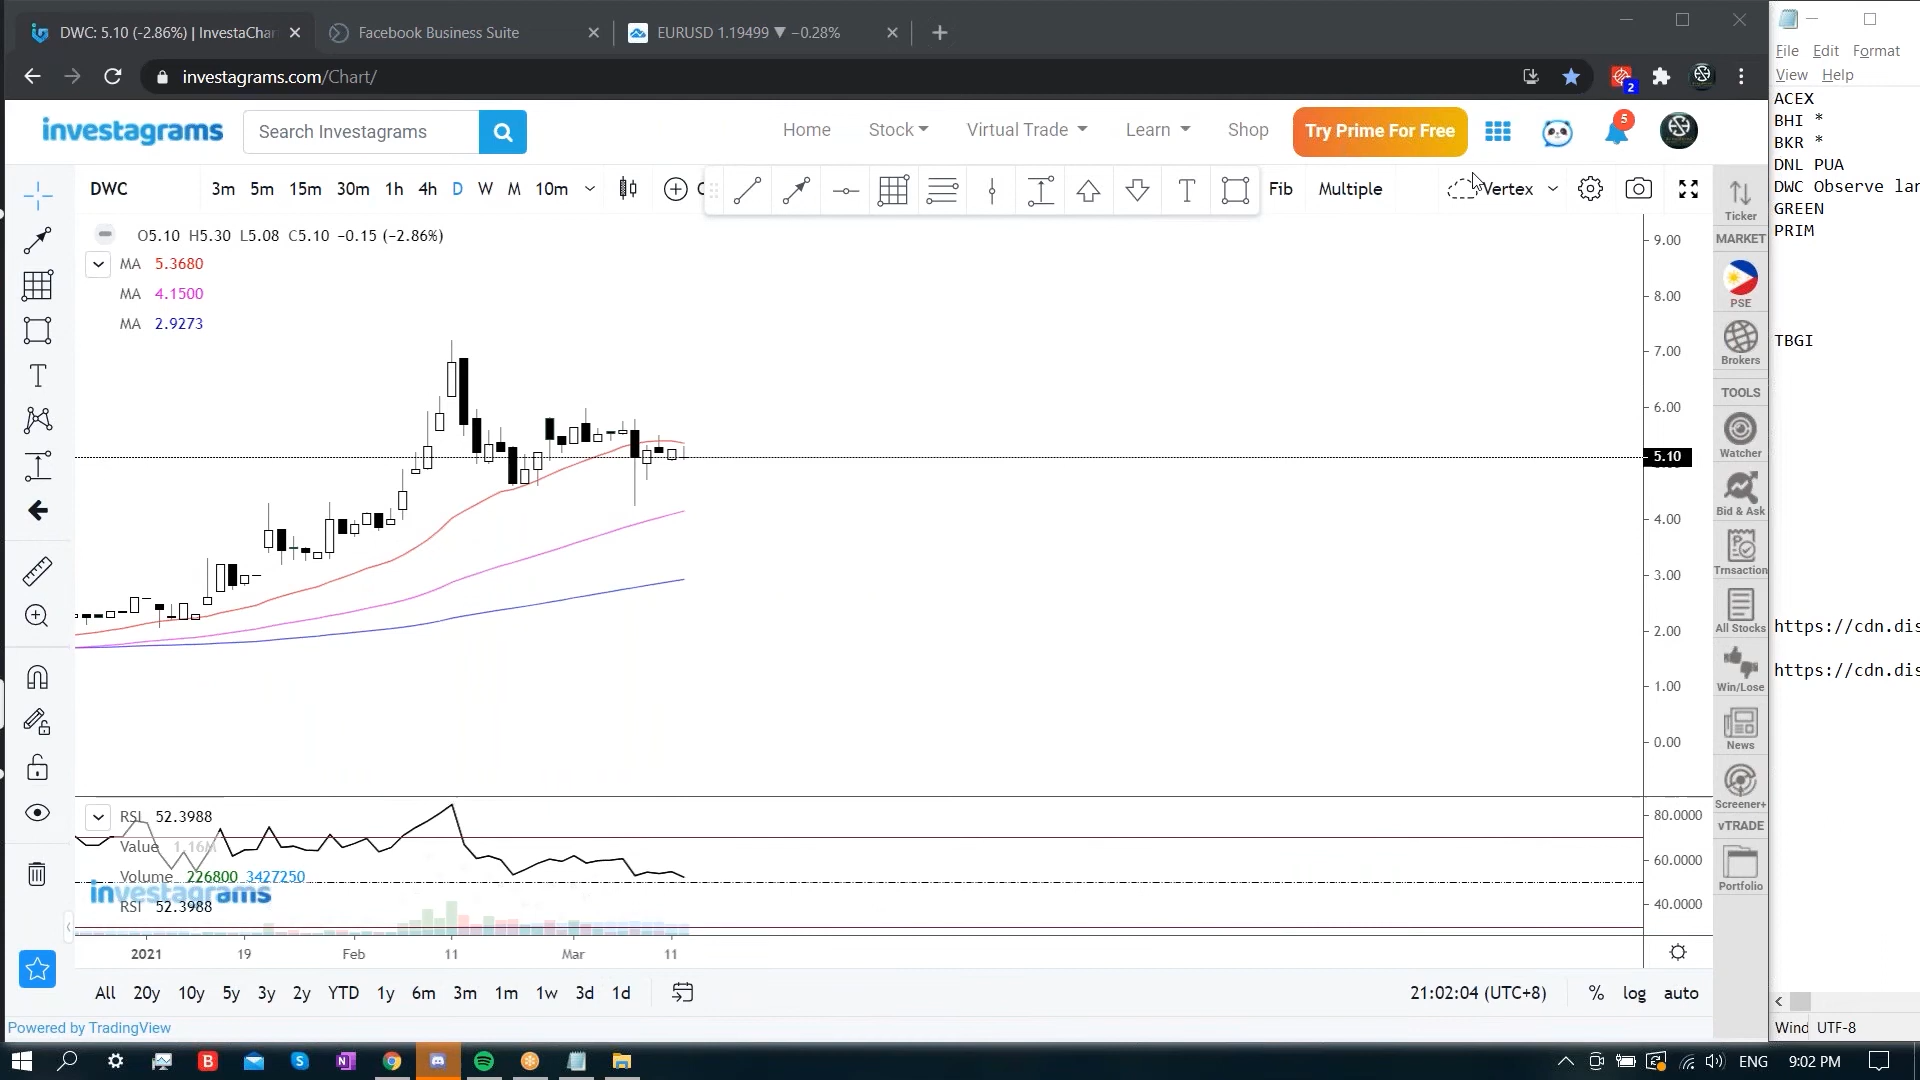 DWC: 5.10 (-2.86%) | InvestaChar
Facebook Business Suite
EURUSD 1.19499 ▼ −0.28%
investagrams.com/Chart/
2
File Edit Format
View Help
ACEX
BHI *
BKR *
DNL PUA
DWC Observe lan
GREEN
PRIM
TBGI
https://cdn.dis
https://cdn.dis
Wind UTF-8
investagrams
Search Investagrams
Home
Stock
Virtual Trade
Learn
Shop
Try Prime For Free
5
DWC
3m 5m 15m 30m 1h 4h D W M 10m
Fib
Multiple
Vertex
O5.10 H5.30 L5.08 C5.10 −0.15 (−2.86%)
MA 5.3680
MA 4.1500
MA 2.9273
9.00
8.00
7.00
6.00
5.10
4.00
3.00
2.00
1.00
0.00
RSI 52.3988
Value 1.16M
Volume 226800 3427250
investagrams
RSI 52.3988
80.0000
60.0000
40.0000
2021 19 Feb 11 Mar 11
All 20y 10y 5y 3y 2y YTD 1y 6m 3m 1m 1w 3d 1d
21:02:04 (UTC+8)
% log auto
Powered by TradingView
Ticker
MARKET
PSE
Brokers
TOOLS
Watcher
Bid & Ask
Trnsaction
All Stocks
Win/Lose
News
Screener+
vTRADE
Portfolio
ENG
9:02 PM